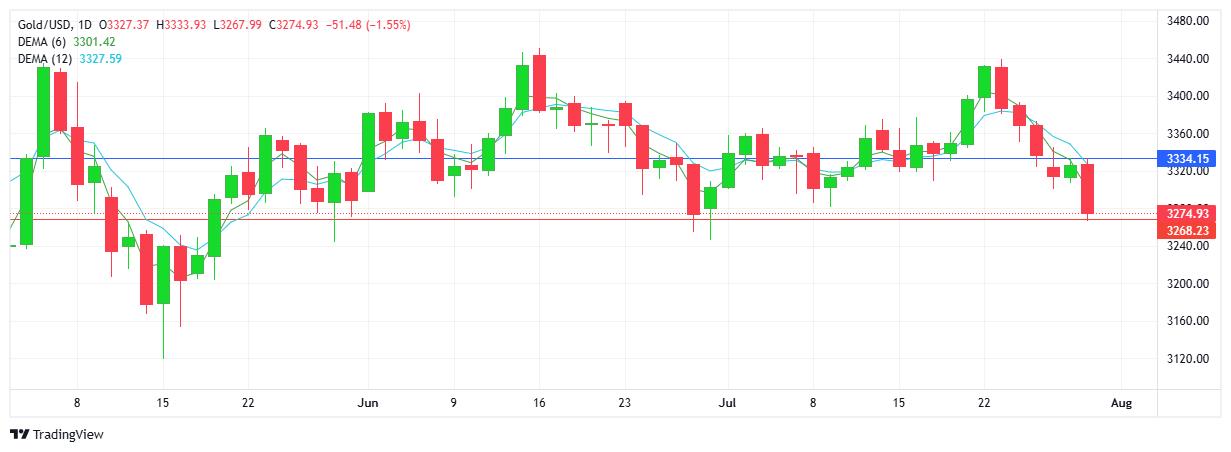 Gold/USD, 1D O3327.37 H3333.93 L3267.99 C3274.93 −51.48 (−1.55%)
DEMA (6) 3301.42
DEMA (12) 3327.59
3480.00
3440.00
3400.00
3360.00
3334.15
3320.00
3274.93
3268.23
3240.00
3200.00
3160.00
3120.00
8 15 22 Jun 9 16 23 Jul 8 15 22 Aug
TradingView